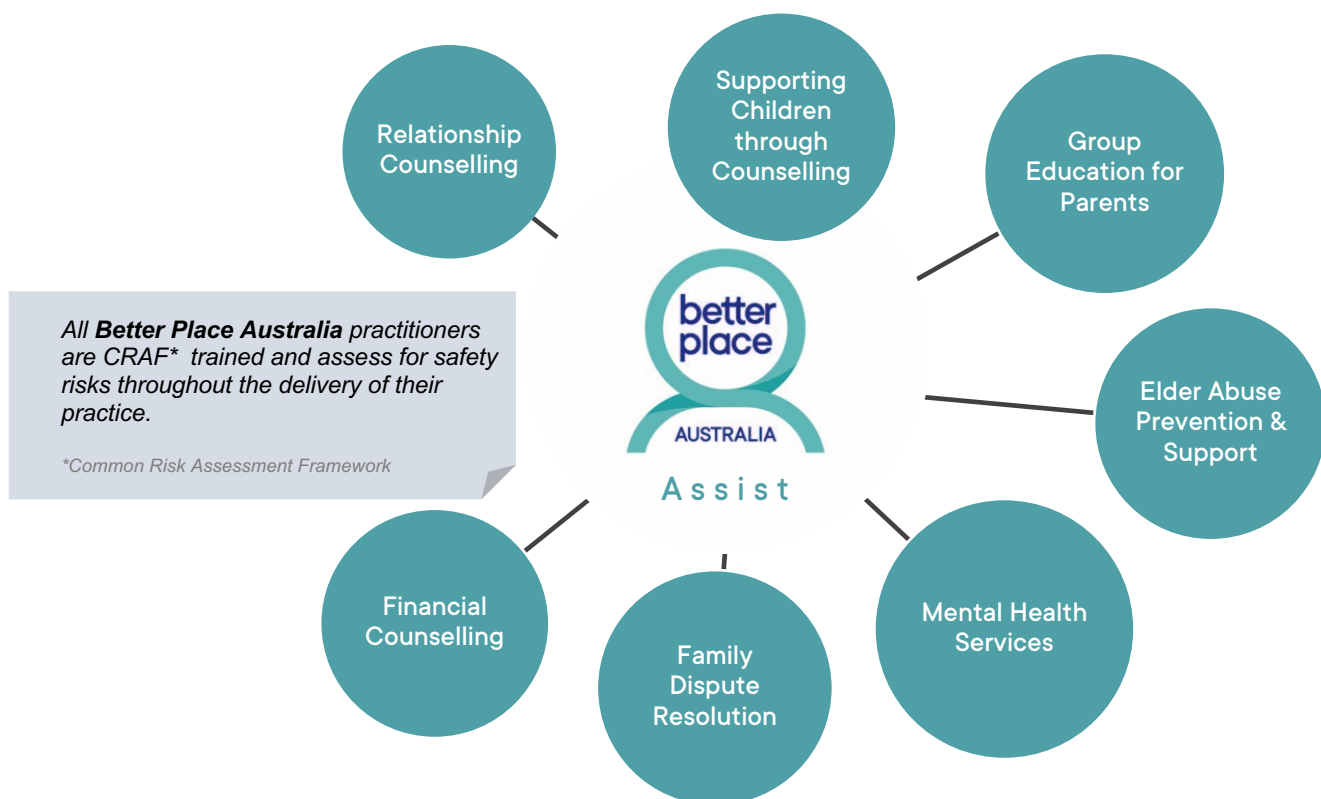 Relationship
Counselling
Supporting
Children
through
Counselling
Group
Education for
Parents
All Better Place Australia practitioners
are CRAF* trained and assess for safety
risks throughout the delivery of their
practice.
*Common Risk Assessment Framework
better
place
AUSTRALIA
Assist
Elder Abuse
Prevention &
Support
Financial
Counselling
Family
Dispute
Resolution
Mental Health
Services